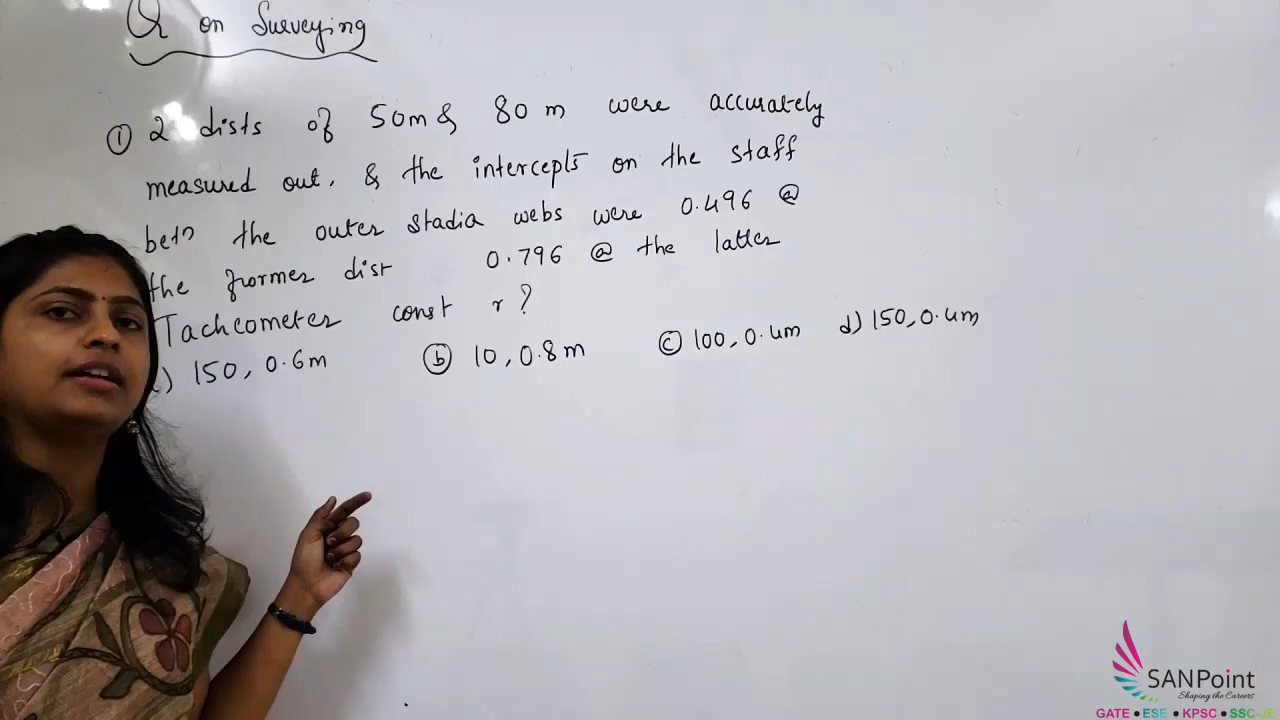 Q on Surveying
① 2 dists of 50m & 80 m were accurately
measured out, & the intercepts on the staff
betn the outer stadia webs were 0.496 @
the former dist 0.796 @ the latter
Tacheometer const r ?
) 150, 0.6m ⓑ 10, 0.8m ⓒ 100, 0.4m d) 150, 0.4m
SANPoint
Shaping the Careers
GATE • ESE • KPSC • SSC-JE